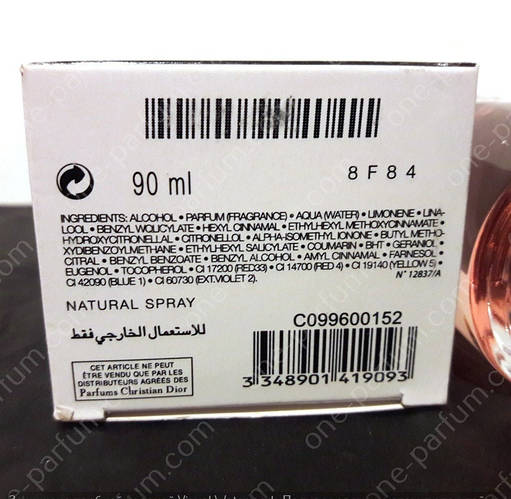 90 ml
8F84
INGREDIENTS: ALCOHOL • PARFUM (FRAGRANCE) • AQUA (WATER) • LIMONENE • LINA-
LOOL • BENZYL WOLICYLATE • HEXYL CINNAMAL • ETHYLHEXYL METHOXYCINNAMATE •
HYDROXYCITRONELLAL • CITRONELLOL • ALPHA-ISOMETHYL IONONE • BUTYL METHO-
XYDIBENZOYLMETHANE • ETHYLHEXYL SALICYLATE • COUMARIN • BHT • GERANIOL •
CITRAL • BENZYL BENZOATE • BENZYL ALCOHOL • AMYL CINNAMAL • FARNESOL •
EUGENOL • TOCOPHEROL • CI 17200 (RED33) • CI 14700 (RED 4) • CI 19140 (YELLOW 5) •
CI 42090 (BLUE 1) • CI 60730 (EXT.VIOLET 2).
N° 12837/A
NATURAL SPRAY
للاستعمال الخارجي فقط
C099600152
CET ARTICLE NE PEUT
ÊTRE VENDU QUE PAR LES
DISTRIBUTEURS AGRÉÉS DES
Parfums Christian Dior
3 348901 419093
one-parfum.com